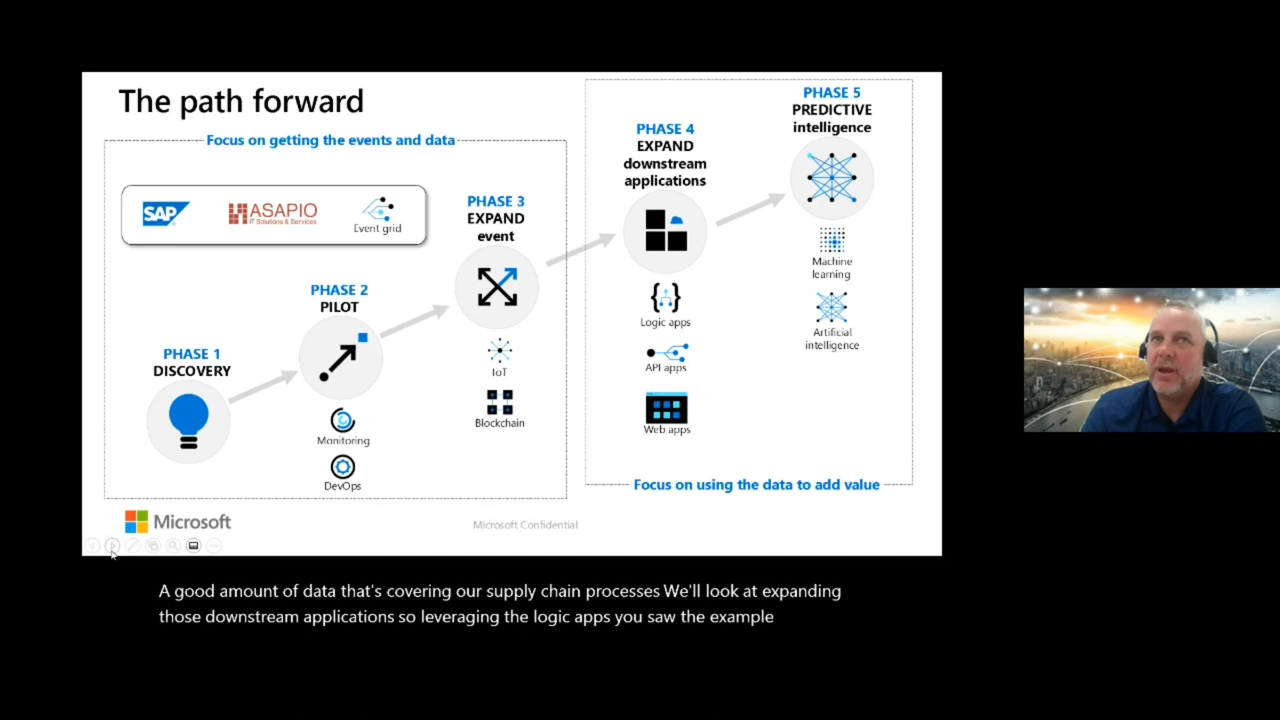 The path forward
Focus on getting the events and data
SAP
ASAPIO
IT Solutions & Services
Event grid
PHASE 1
DISCOVERY
PHASE 2
PILOT
Monitoring
DevOps
PHASE 3
EXPAND
event
IoT
Blockchain
PHASE 4
EXPAND
downstream
applications
Logic apps
API apps
Web apps
PHASE 5
PREDICTIVE
intelligence
Machine
learning
Artificial
intelligence
Focus on using the data to add value
Microsoft
Microsoft Confidential
A good amount of data that's covering our supply chain processes We'll look at expanding
those downstream applications so leveraging the logic apps you saw the example